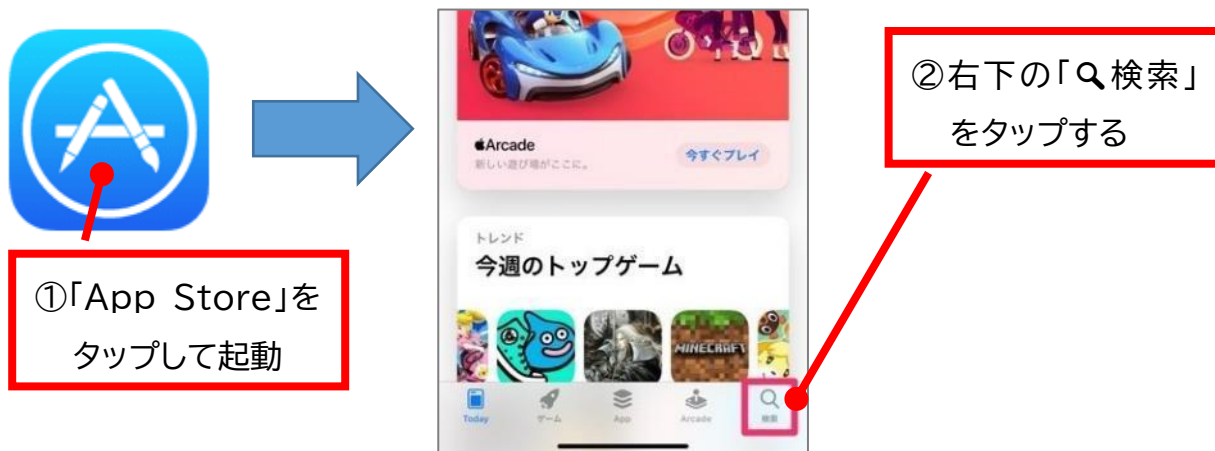 ①「App Store」を
タップして起動
Arcade
新しい遊び場がここに。
今すぐプレイ
トレンド
今週のトップゲーム
MINECRAFT
Today
ゲーム
App
Arcade
検索
②右下の「検索」
をタップする